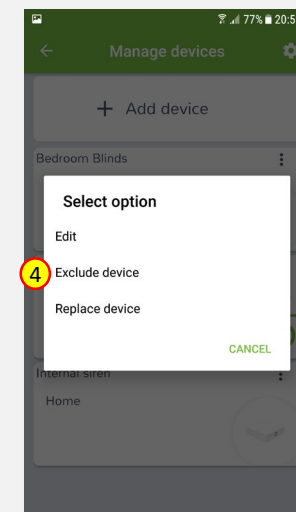 77% 20:5
Manage devices
+ Add device
Bedroom Blinds
Select option
Edit
4 Exclude device
Replace device
CANCEL
Internal siren
Home